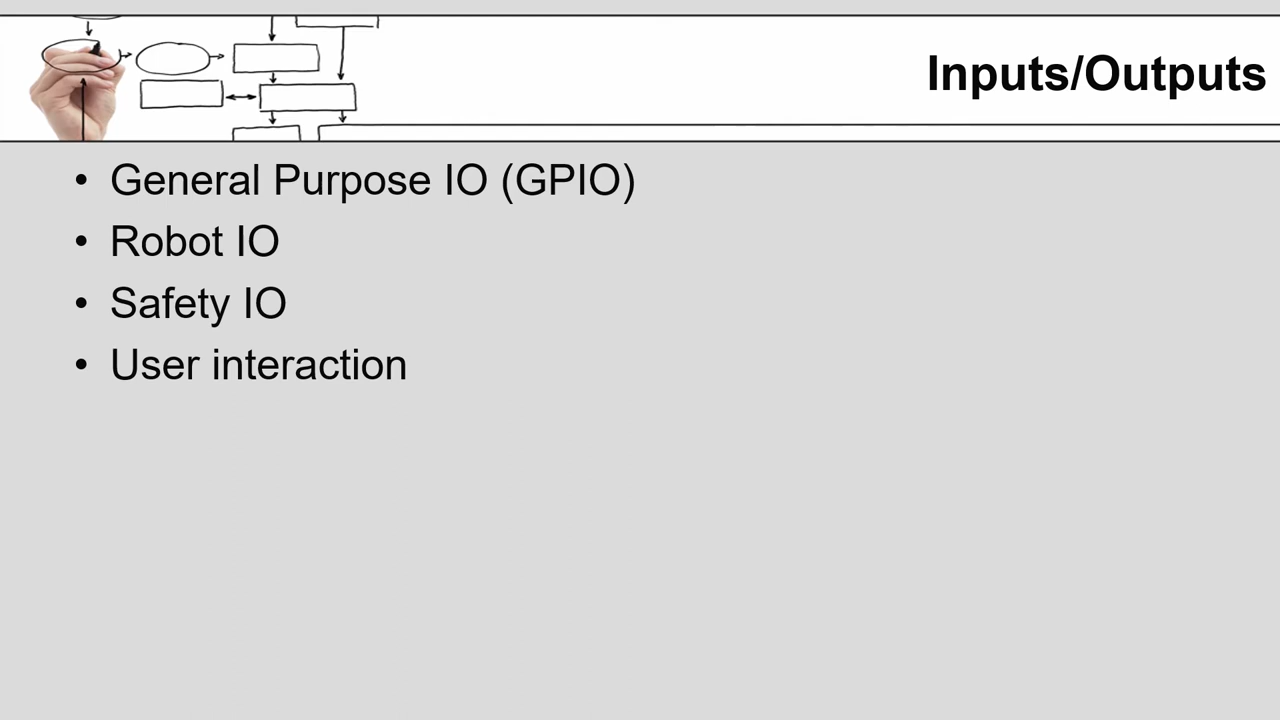 Inputs/Outputs
• General Purpose IO (GPIO)
• Robot IO
• Safety IO
• User interaction